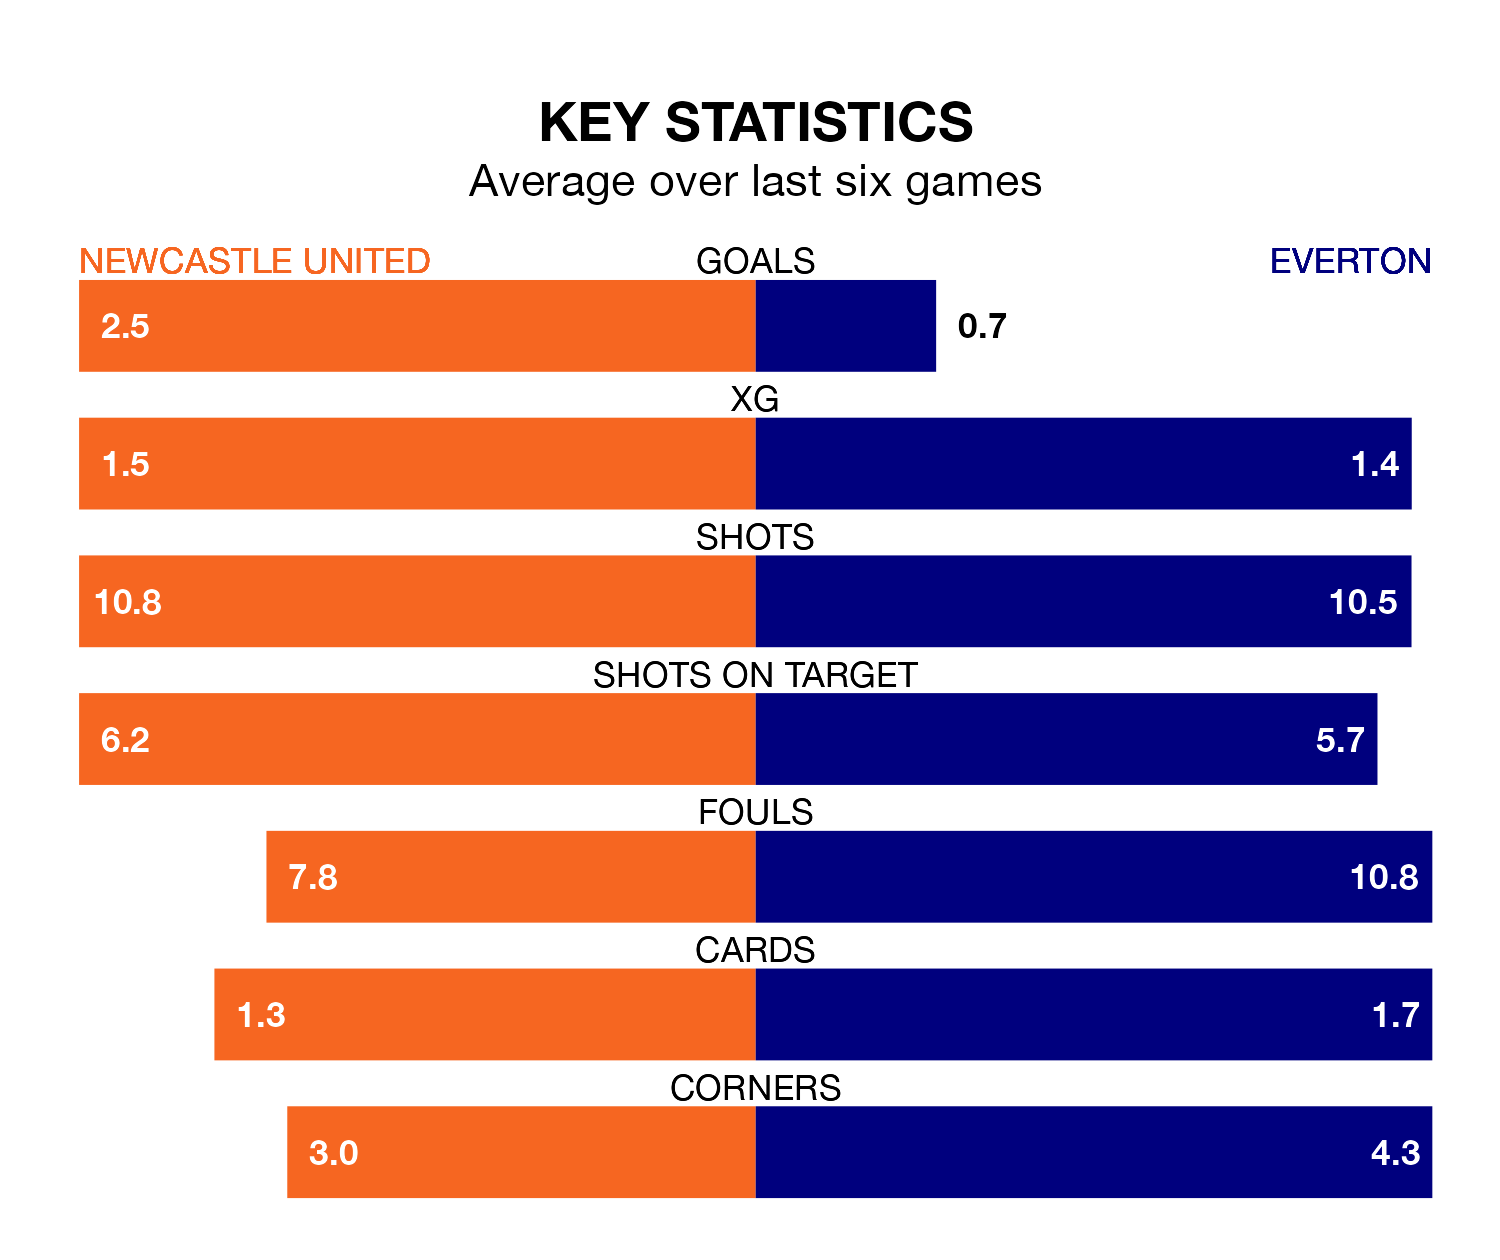 KEY STATISTICS
Average over last six games
NEWCASTLE UNITED GOALS EVERTON
2.5 0.7
XG
1.5 1.4
SHOTS
10.8 10.5
SHOTS ON TARGET
6.2 5.7
FOULS
7.8 10.8
CARDS
1.3 1.7
CORNERS
3.0 4.3